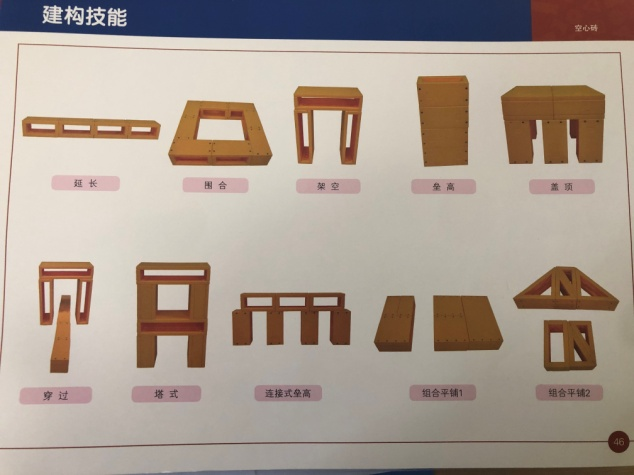 建构技能
空心砖
延 长
围 合
架 空
垒 高
盖 顶
穿 过
塔 式
连接式垒高
组合平铺1
组合平铺2
46